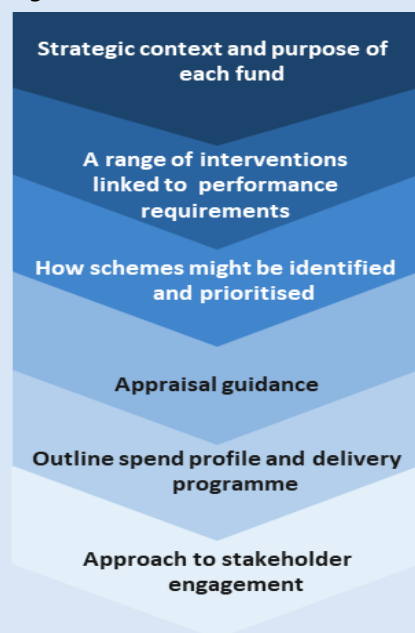 Strategic context and purpose of
each fund
A range of interventions
linked to performance
requirements
How schemes might be identified
and prioritised
Appraisal guidance
Outline spend profile and delivery
programme
Approach to stakeholder
engagement